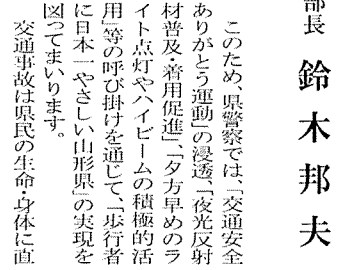 部長　鈴木邦夫
このため、県警察では、「交通安全
ありがとう運動」の浸透、「夜光反射
材普及・着用促進」、「夕方早めのラ
イト点灯やハイビームの積極的活
用」等の呼び掛けを通じて、「歩行者
に日本一やさしい山形県」の実現を
図ってまいります。
交通事故は県民の生命・身体に直